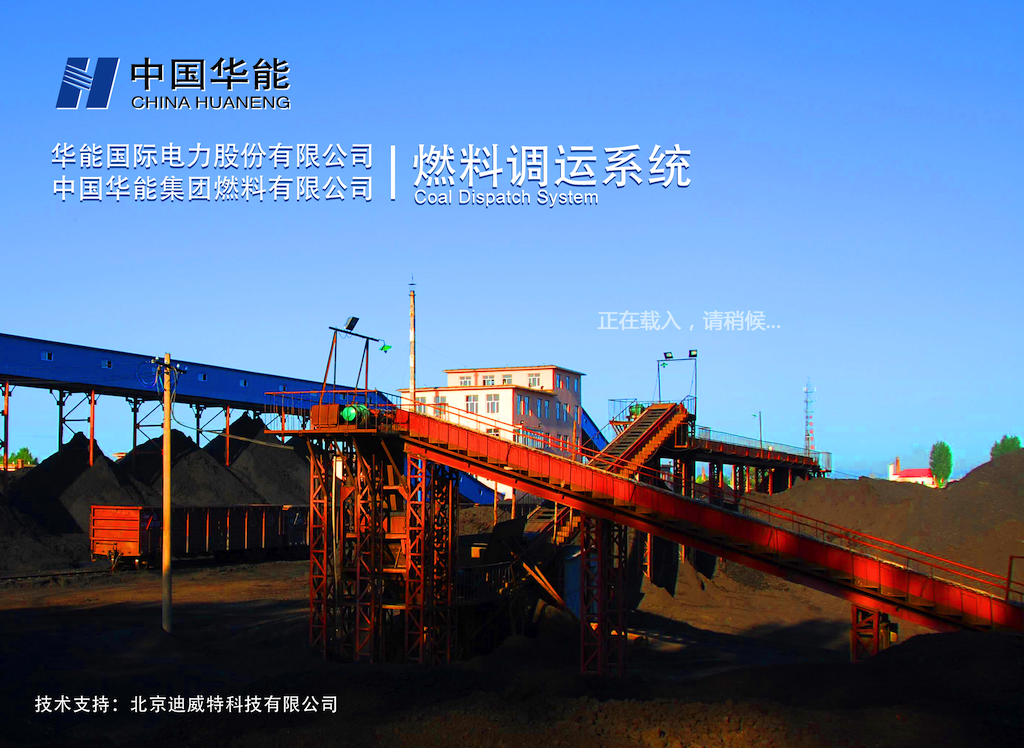 中国华能
CHINA HUANENG
华能国际电力股份有限公司
中国华能集团燃料有限公司
燃料调运系统
Coal Dispatch System
正在载入，请稍候...
技术支持：北京迪威特科技有限公司